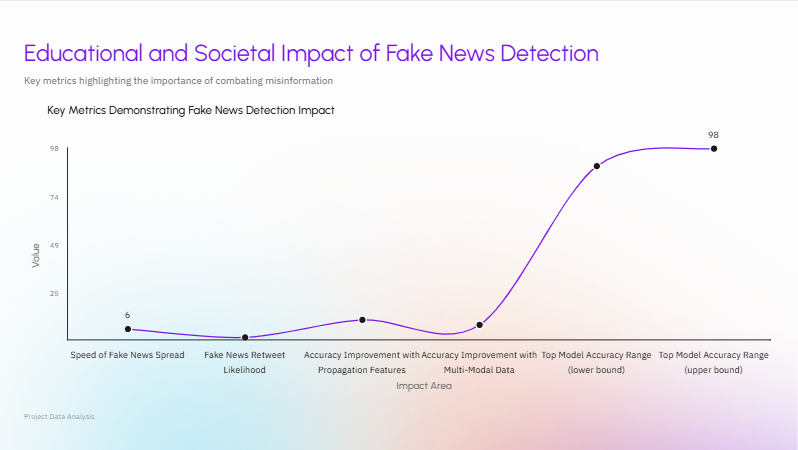 Educational and Societal Impact of Fake News Detection
Key metrics highlighting the importance of combating misinformation
Key Metrics Demonstrating Fake News Detection Impact
98
98
74
49
25
Value
6
Speed of Fake News Spread
Fake News Retweet
Likelihood
Accuracy Improvement with
Propagation Features
Accuracy Improvement with
Multi-Modal Data
Top Model Accuracy Range
(lower bound)
Top Model Accuracy Range
(upper bound)
Impact Area
Project Data Analysis